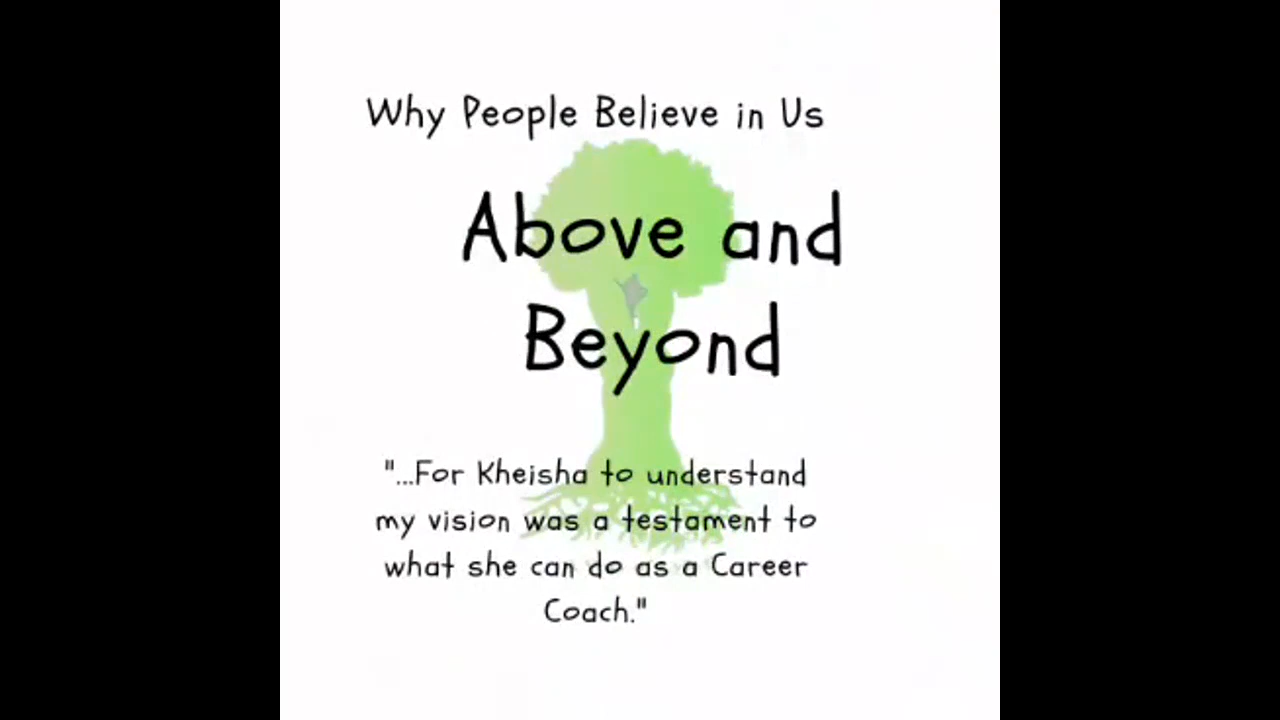 Why People Believe in Us
Above and
Beyond
"...For Kheisha to understand
my vision was a testament to
what she can do as a Career
Coach."